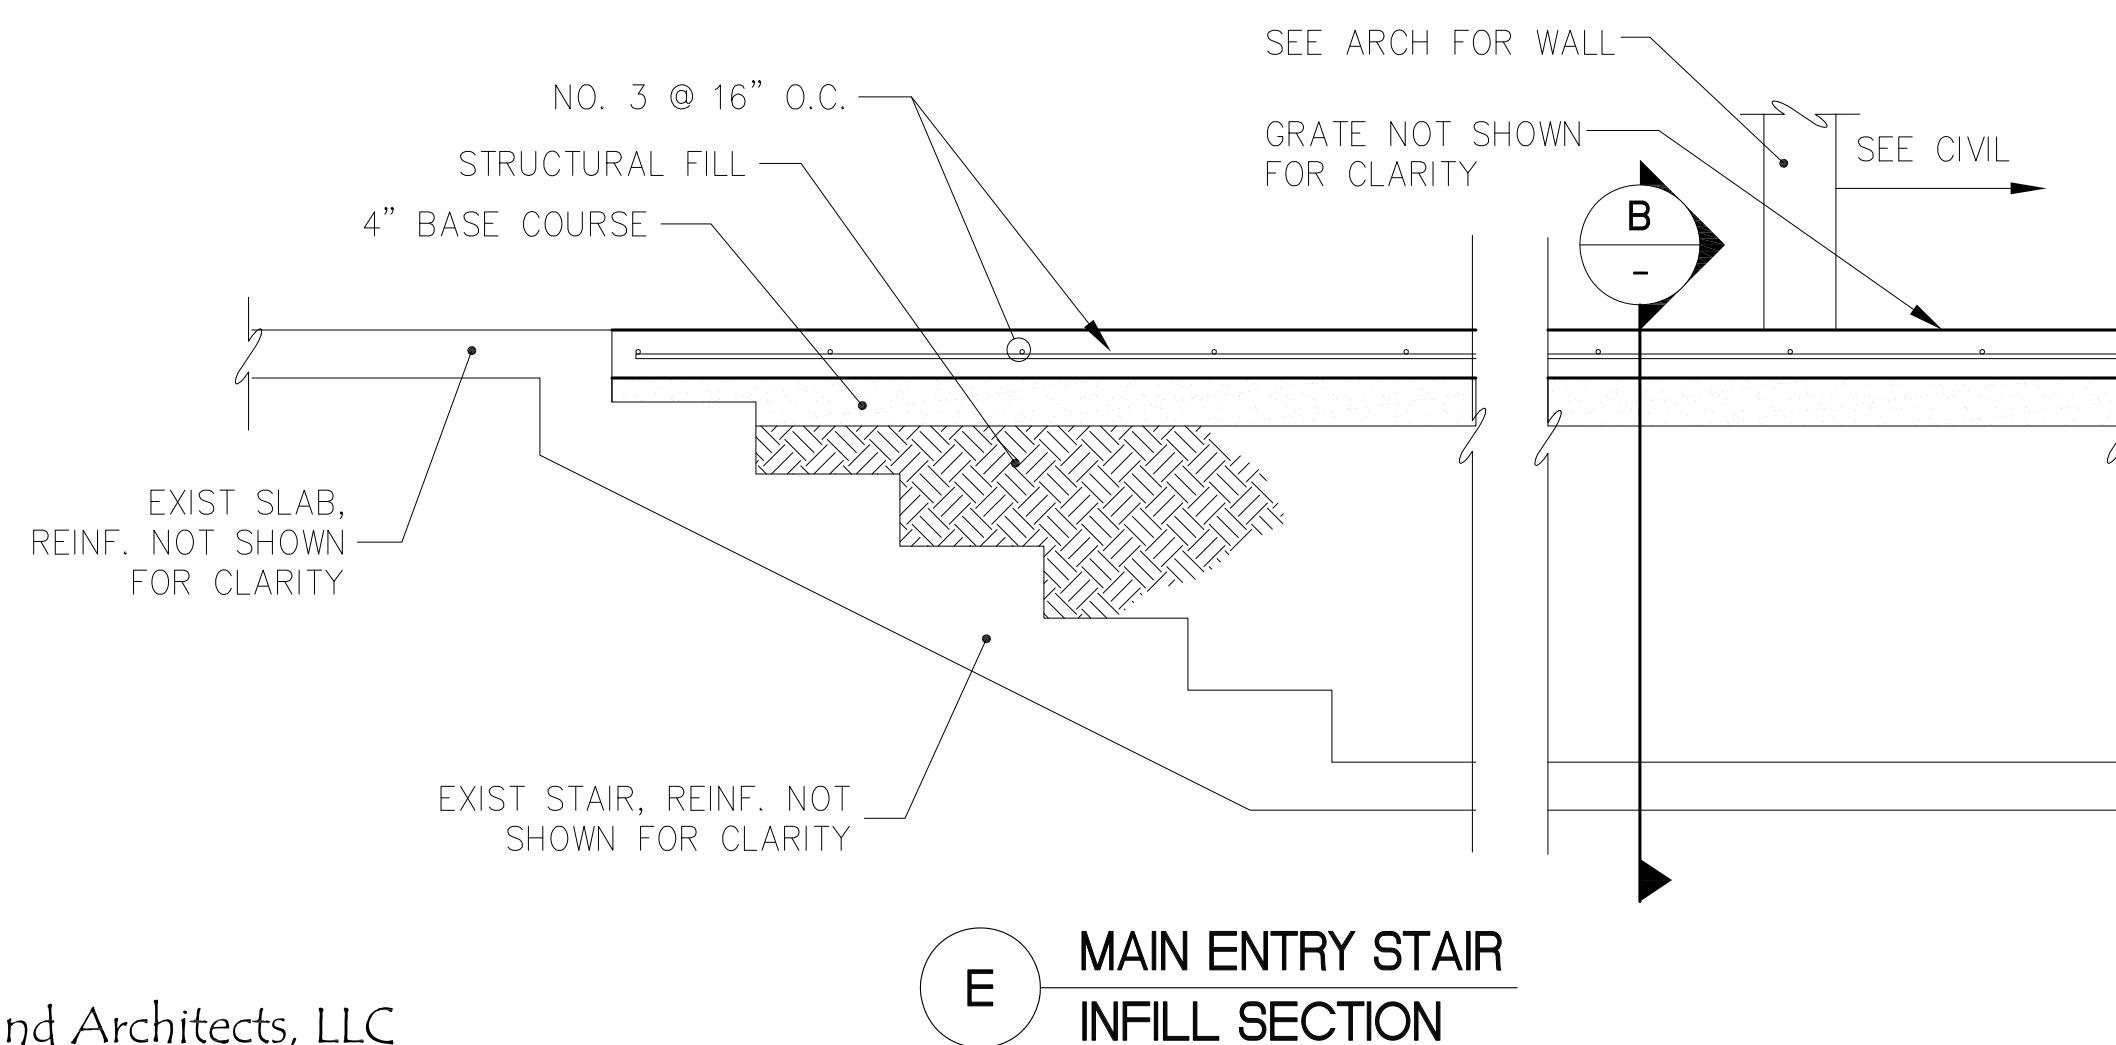 SEE ARCH FOR WALL
NO. 3 @ 16” O.C.
GRATE NOT SHOWN
FOR CLARITY
SEE CIVIL
STRUCTURAL FILL
4” BASE COURSE
B
-
EXIST SLAB,
REINF. NOT SHOWN
FOR CLARITY
EXIST STAIR, REINF. NOT
SHOWN FOR CLARITY
E
MAIN ENTRY STAIR
INFILL SECTION
nd Architects, LLC